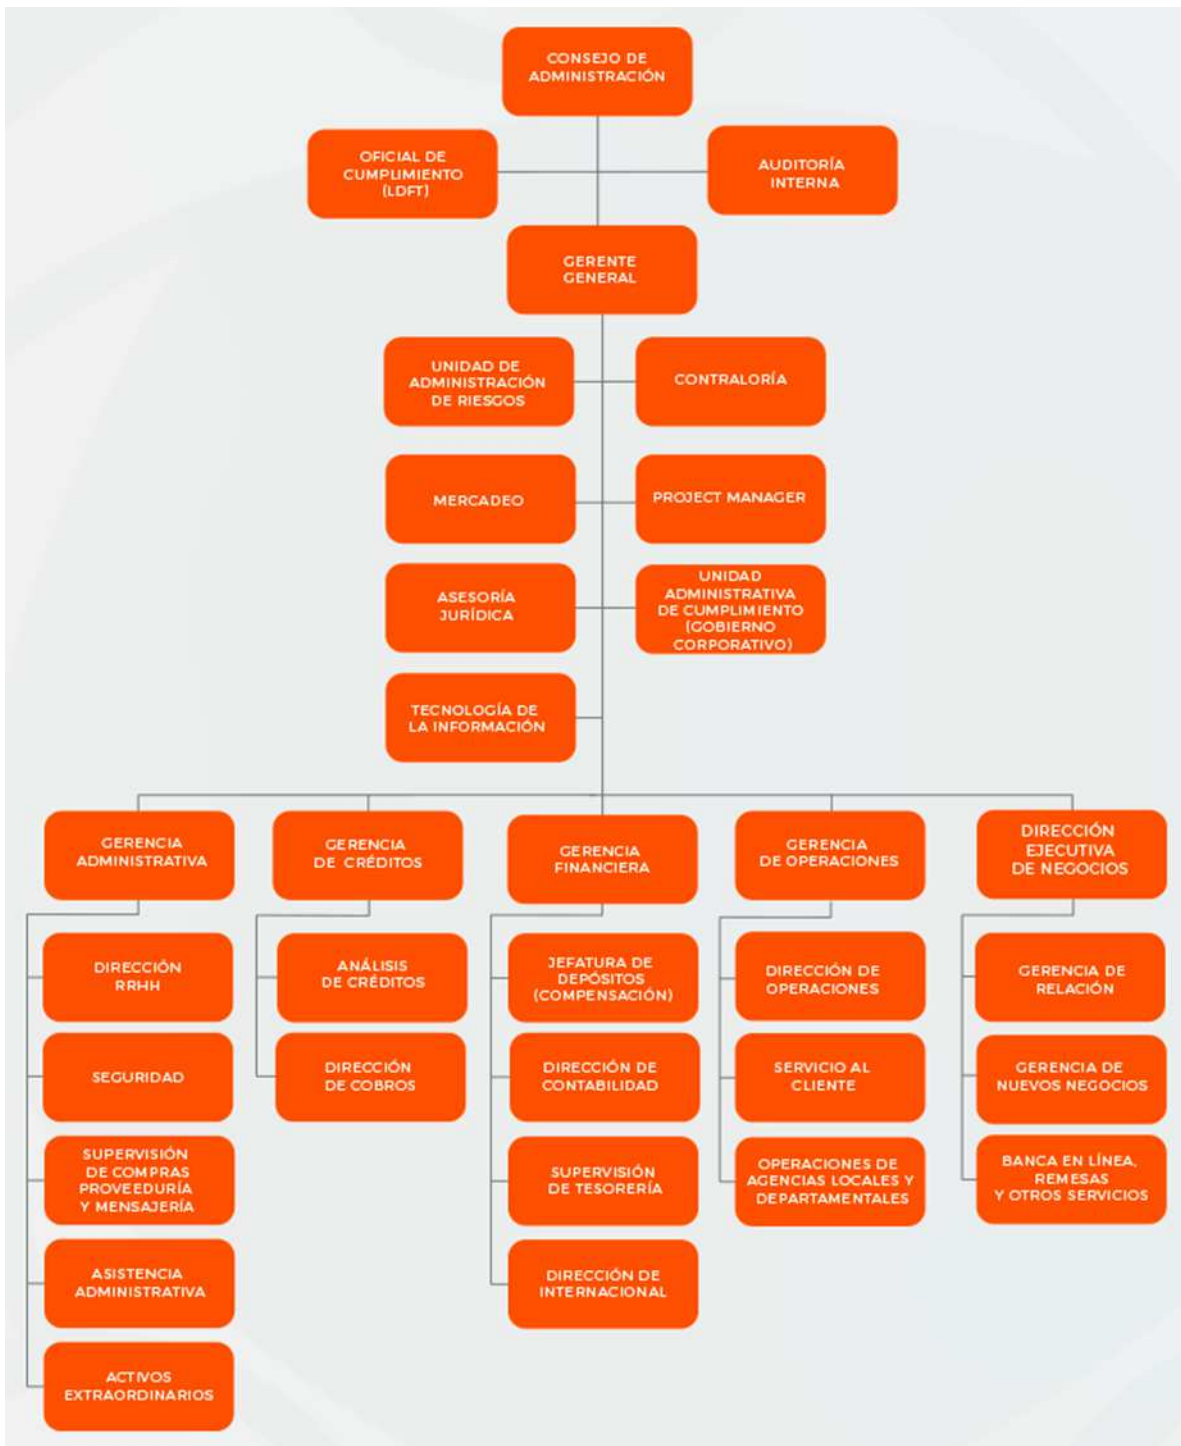 CONSEJO DE
ADMINISTRACIÓN
OFICIAL DE
CUMPLIMIENTO
(LDFT)
AUDITORÍA
INTERNA
GERENTE
GENERAL
UNIDAD DE
ADMINISTRACIÓN
DE RIESGOS
CONTRALORÍA
MERCADEO
PROJECT MANAGER
ASESORÍA
JURÍDICA
UNIDAD
ADMINISTRATIVA
DE CUMPLIMIENTO
(GOBIERNO
CORPORATIVO)
TECNOLOGÍA DE
LA INFORMACIÓN
GERENCIA
ADMINISTRATIVA
GERENCIA
DE CRÉDITOS
GERENCIA
FINANCIERA
GERENCIA
DE OPERACIONES
DIRECCIÓN
EJECUTIVA
DE NEGOCIOS
DIRECCIÓN
RRHH
ANÁLISIS
DE CRÉDITOS
JEFATURA DE
DEPÓSITOS
(COMPENSACIÓN)
DIRECCIÓN DE
OPERACIONES
GERENCIA DE
RELACIÓN
SEGURIDAD
DIRECCIÓN
DE COBROS
DIRECCIÓN DE
CONTABILIDAD
SERVICIO AL
CLIENTE
GERENCIA DE
NUEVOS NEGOCIOS
SUPERVISIÓN
DE COMPRAS
PROVEEDURÍA
Y MENSAJERÍA
SUPERVISIÓN
DE TESORERÍA
OPERACIONES DE
AGENCIAS LOCALES Y
DEPARTAMENTALES
BANCA EN LÍNEA,
REMESAS
Y OTROS SERVICIOS
ASISTENCIA
ADMINISTRATIVA
DIRECCIÓN DE
INTERNACIONAL
ACTIVOS
EXTRAORDINARIOS